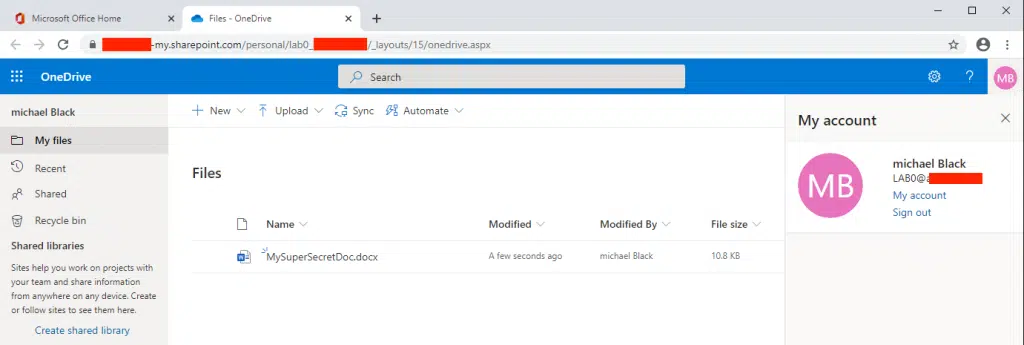 Microsoft Office Home
Files - OneDrive
-my.sharepoint.com/personal/lab0_ /_layouts/15/onedrive.aspx
OneDrive
Search
?
MB
michael Black
New
Upload
Sync
Automate
My account
My files
Recent
Shared
Recycle bin
Shared libraries
Sites help you work on projects with
your team and share information
from anywhere on any device. Create
or follow sites to see them here.
Create shared library
Files
Name
Modified
Modified By
File size
MySuperSecretDoc.docx
A few seconds ago
michael Black
10.8 KB
MB
michael Black
LAB0@
My account
Sign out